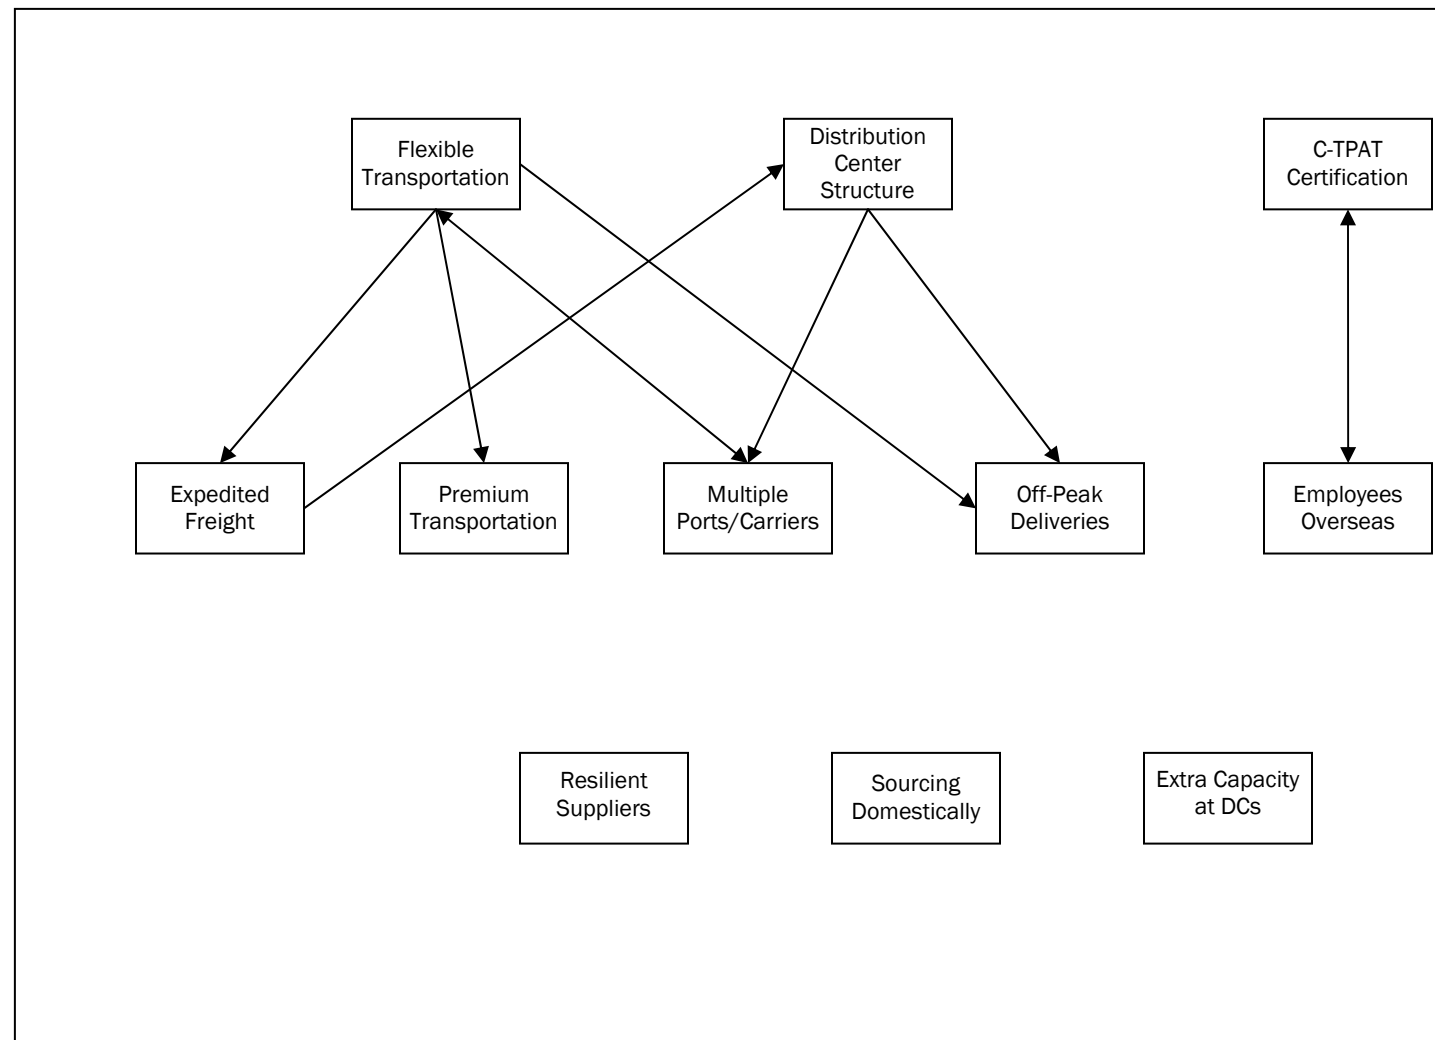 Flexible
Transportation
Distribution
Center
Structure
C-TPAT
Certification
Expedited
Freight
Premium
Transportation
Multiple
Ports/Carriers
Off-Peak
Deliveries
Employees
Overseas
Resilient
Suppliers
Sourcing
Domestically
Extra Capacity
at DCs